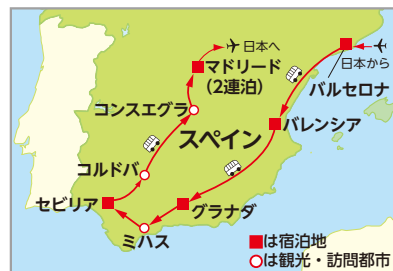 日本へ
マドリード
(2連泊)
日本から
バルセロナ
コンスエグラ
スペイン
バレンシア
コルドバ
セビリア
グラナダ
ミハス
■は宿泊地
○は観光・訪問都市